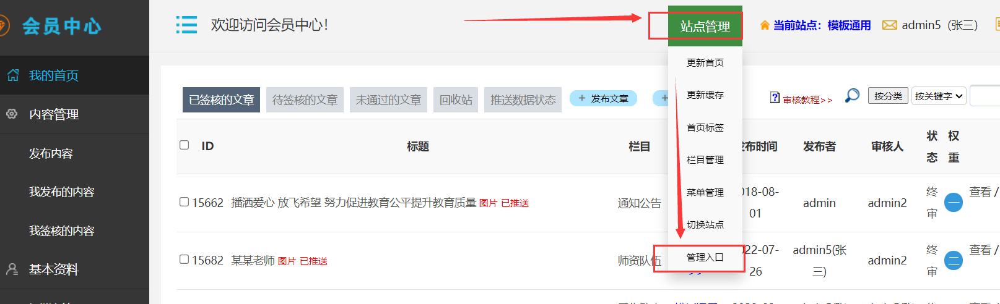 会员中心
欢迎访问会员中心!
站点管理
当前站点：模板通用
admin5（张三）
我的首页
内容管理
发布内容
我发布的内容
我签核的内容
基本资料
更新首页
更新缓存
首页标签
栏目管理
菜单管理
切换站点
管理入口
已签核的文章 待签核的文章 未通过的文章 回收站 推送数据状态 + 发布文章 +
审核教程>> 按分类 按关键字
ID 标题 栏目 布时间 发布者 审核人 状态 权重
15662 播洒爱心 放飞希望 努力促进教育公平提升教育质量 图片 已推送 通知公告 018-08-01 admin admin2 终审 一 查看 /
15682 某某老师 图片 已推送 师资队伍 022-07-26 admin5(张三) admin2 终审 二 查看 /